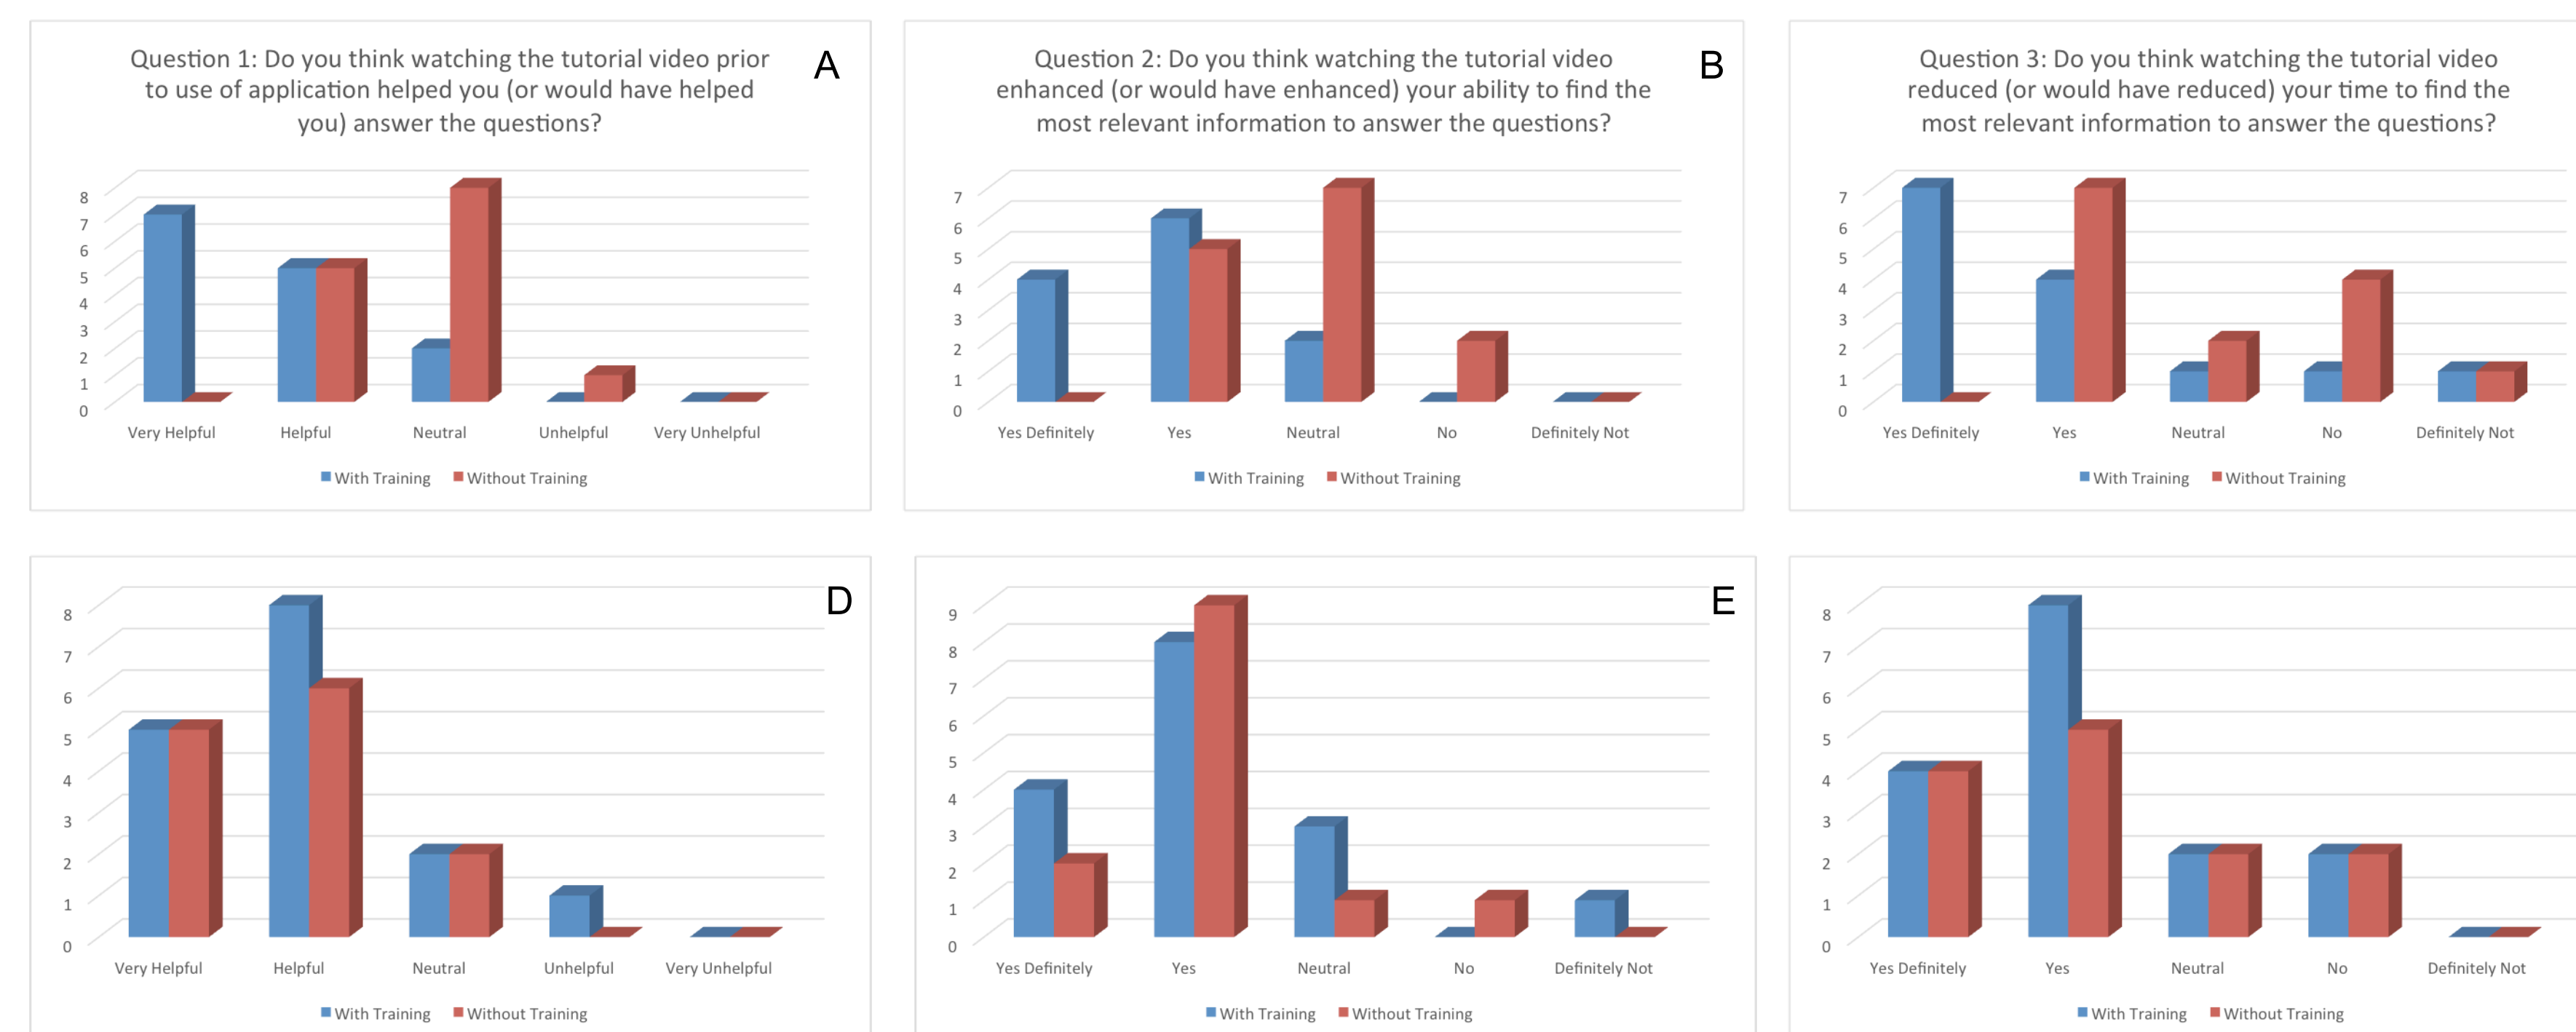 Question 1: Do you think watching the tutorial video prior
to use of application helped you (or would have helped
you) answer the questions?
A
8
7
6
5
4
3
2
1
0
Very Helpful Helpful Neutral Unhelpful Very Unhelpful
With Training Without Training
Question 2: Do you think watching the tutorial video
enhanced (or would have enhanced) your ability to find the
most relevant information to answer the questions?
B
7
6
5
4
3
2
1
0
Yes Definitely Yes Neutral No Definitely Not
With Training Without Training
Question 3: Do you think watching the tutorial video
reduced (or would have reduced) your time to find the
most relevant information to answer the questions?
7
6
5
4
3
2
1
0
Yes Definitely Yes Neutral No Definitely Not
With Training Without Training
D
8
7
6
5
4
3
2
1
0
Very Helpful Helpful Neutral Unhelpful Very Unhelpful
With Training Without Training
E
9
8
7
6
5
4
3
2
1
0
Yes Definitely Yes Neutral No Definitely Not
With Training Without Training
8
7
6
5
4
3
2
1
0
Yes Definitely Yes Neutral No Definitely Not
With Training Without Training